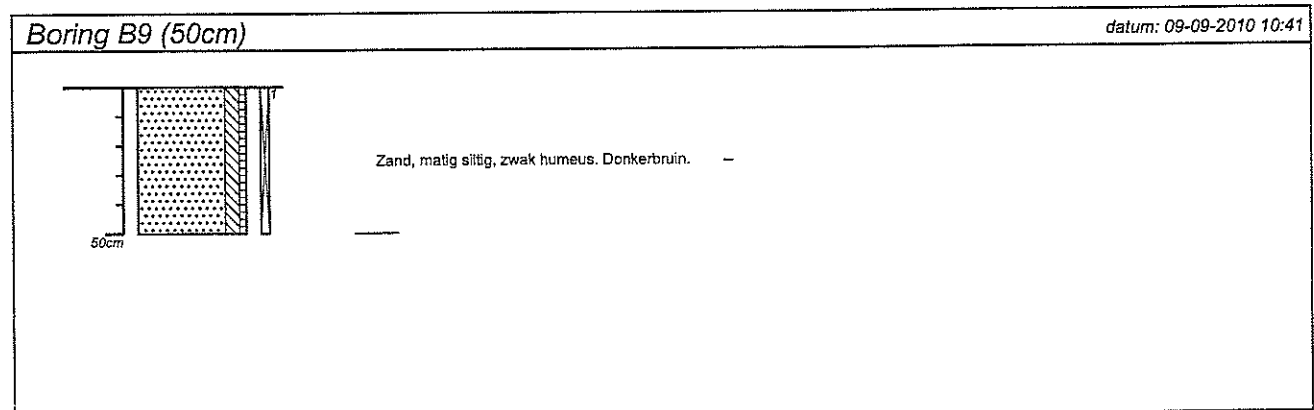 Boring B9 (50cm)
datum: 09-09-2010 10:41
1
Zand, matig siltig, zwak humeus. Donkerbruin. –
50cm